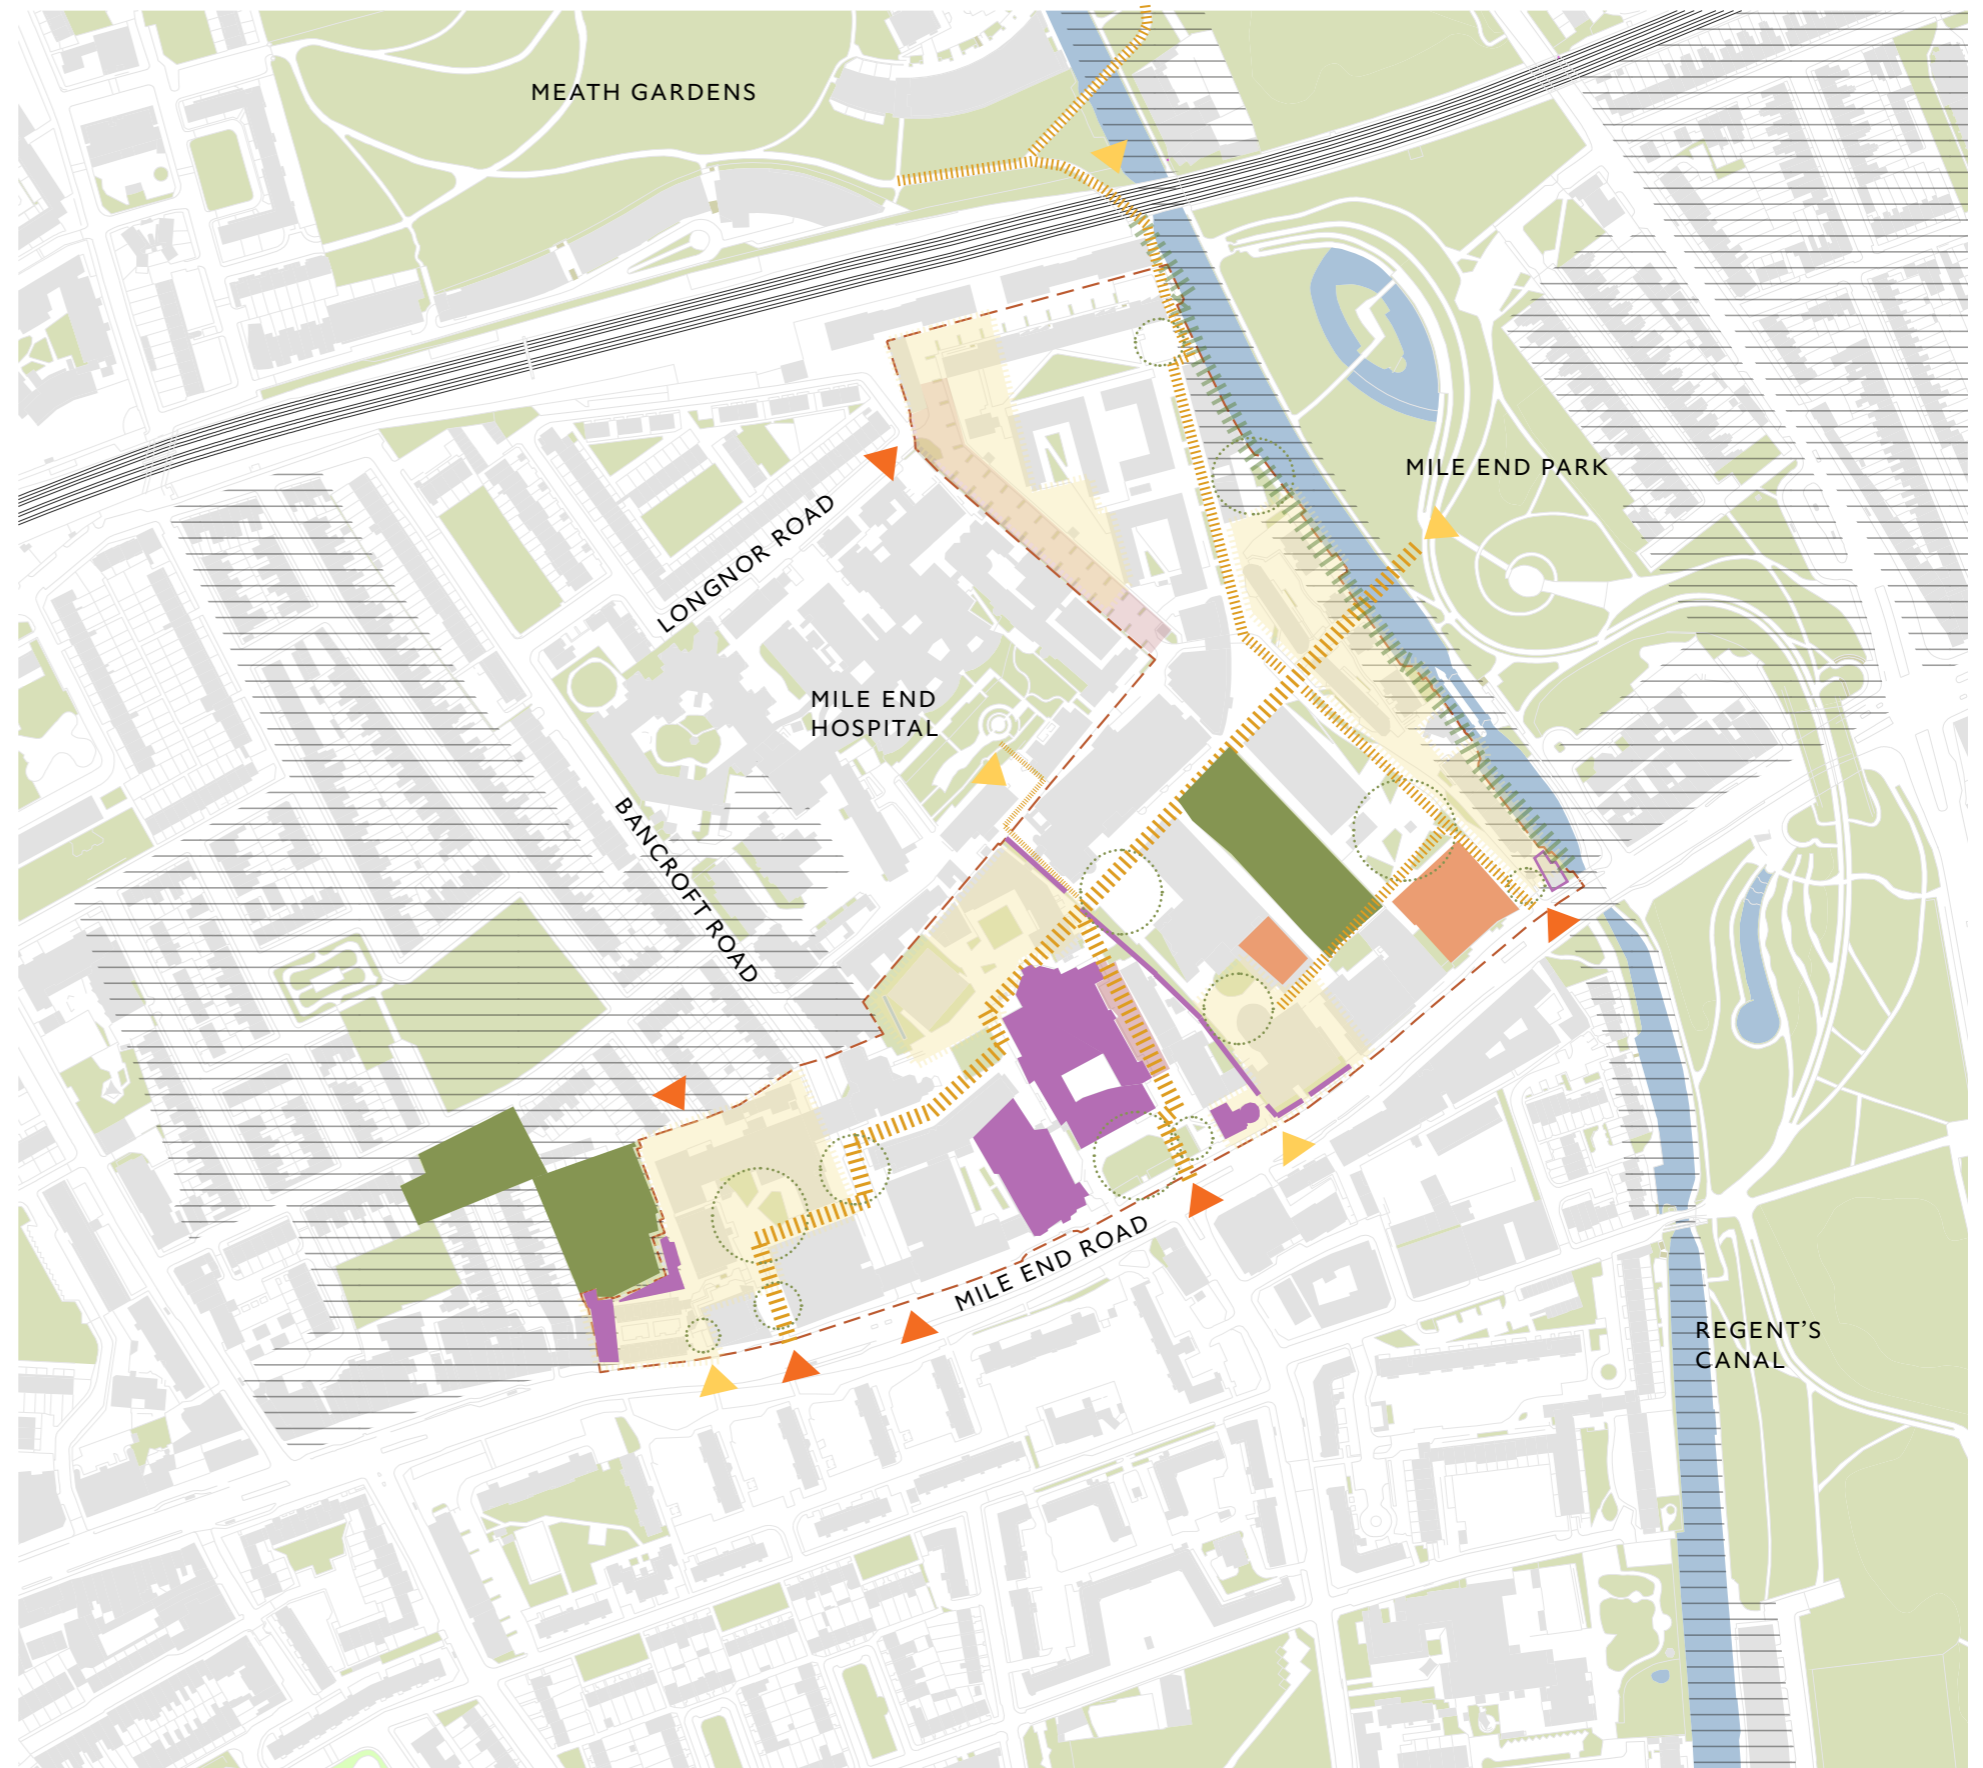 MEATH GARDENS
MILE END PARK
LONGNOR ROAD
MILE END
HOSPITAL
BANCROFT ROAD
MILE END ROAD
REGENT'S
CANAL